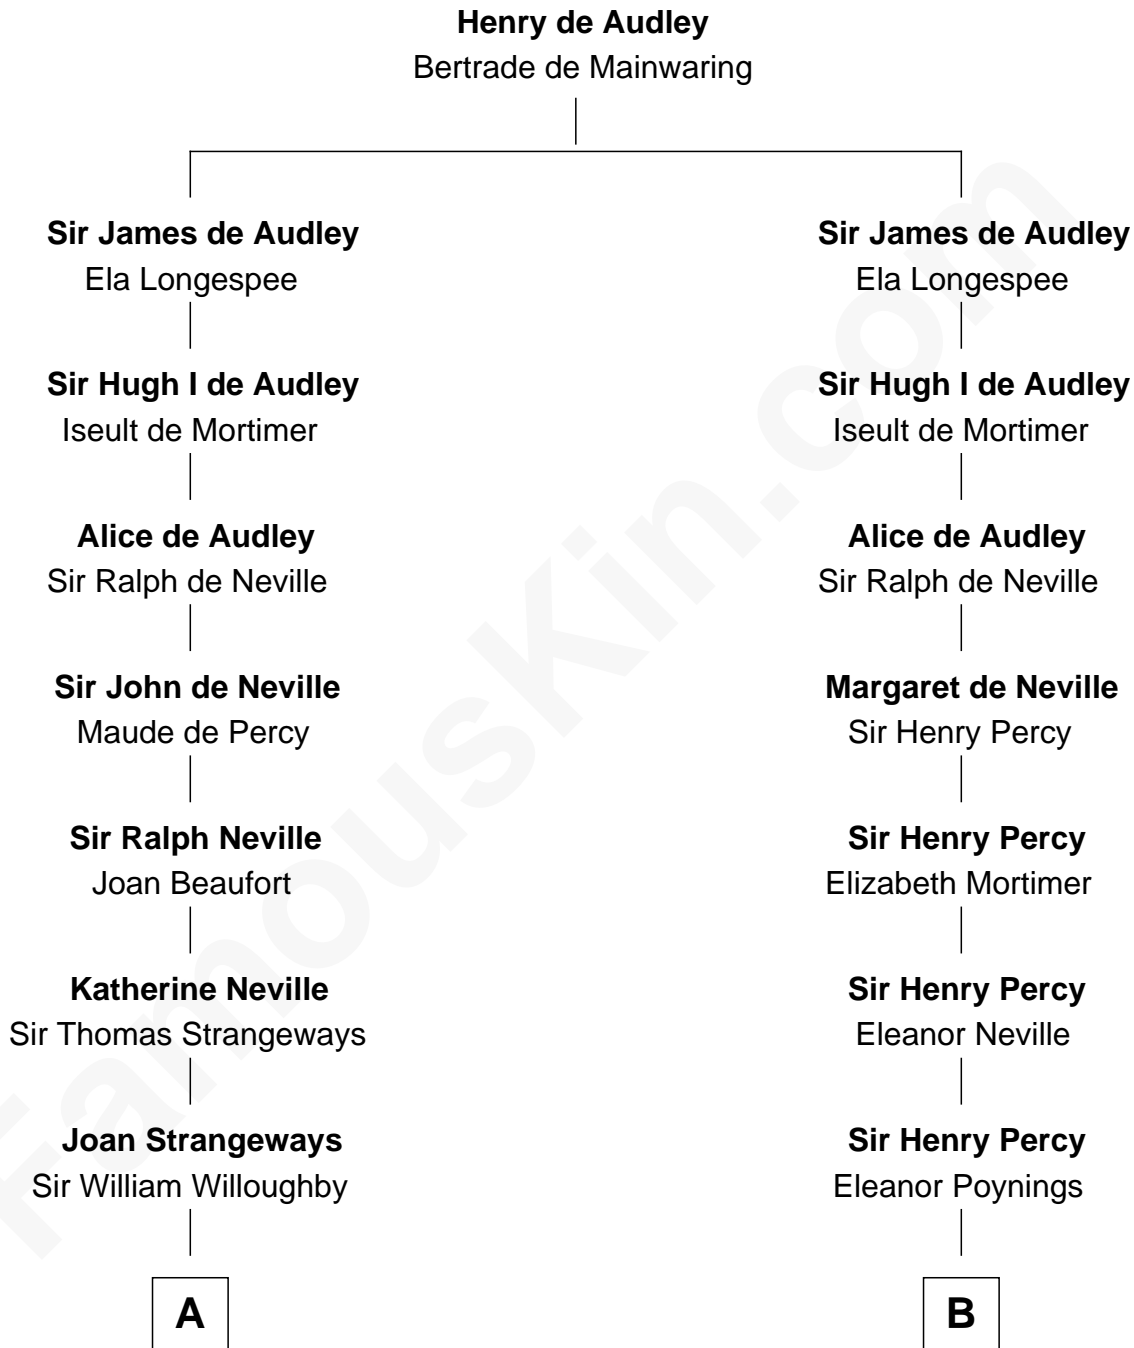 Henry de Audley
Bertrade de Mainwaring
Sir James de Audley
Ela Longespee
Sir Hugh I de Audley
Iseult de Mortimer
Alice de Audley
Sir Ralph de Neville
Sir John de Neville
Maude de Percy
Sir Ralph Neville
Joan Beaufort
Katherine Neville
Sir Thomas Strangeways
Joan Strangeways
Sir William Willoughby
A
Sir James de Audley
Ela Longespee
Sir Hugh I de Audley
Iseult de Mortimer
Alice de Audley
Sir Ralph de Neville
Margaret de Neville
Sir Henry Percy
Sir Henry Percy
Elizabeth Mortimer
Sir Henry Percy
Eleanor Neville
Sir Henry Percy
Eleanor Poynings
B
FamousKin.com